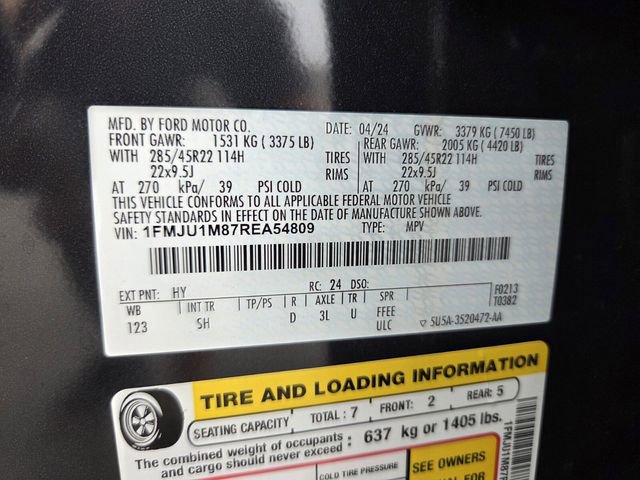 MFD. BY FORD MOTOR CO. DATE: 04/24 GVWR: 3379 KG ( 7450 LB)
FRONT GAWR: 1531 KG ( 3375 LB) REAR GAWR: 2005 KG ( 4420 LB)
WITH 285/45R22 114H TIRES WITH 285/45R22 114H TIRES
22x9.5J RIMS 22x9.5J RIMS
AT 270 kPa/ 39 PSI COLD AT 270 kPa/ 39 PSI COLD
THIS VEHICLE CONFORMS TO ALL APPLICABLE FEDERAL MOTOR VEHICLE
SAFETY STANDARDS IN EFFECT ON THE DATE OF MANUFACTURE SHOWN ABOVE.
VIN: 1FMJU1M87REA54809 TYPE: MPV
EXT PNT: HY RC: 24 DSO: F0213
WB INT TR TP/PS R AXLE TR SPR T0382
123 SH D 3L U FFEE
ULC ▽ 5U5A-3520472-AA
TIRE AND LOADING INFORMATION
SEATING CAPACITY TOTAL : 7 FRONT: 2 REAR: 5
The combined weight of occupants : 637 kg or 1405 lbs.
and cargo should never exceed
COLD TIRE PRESSURE SEE OWNERS